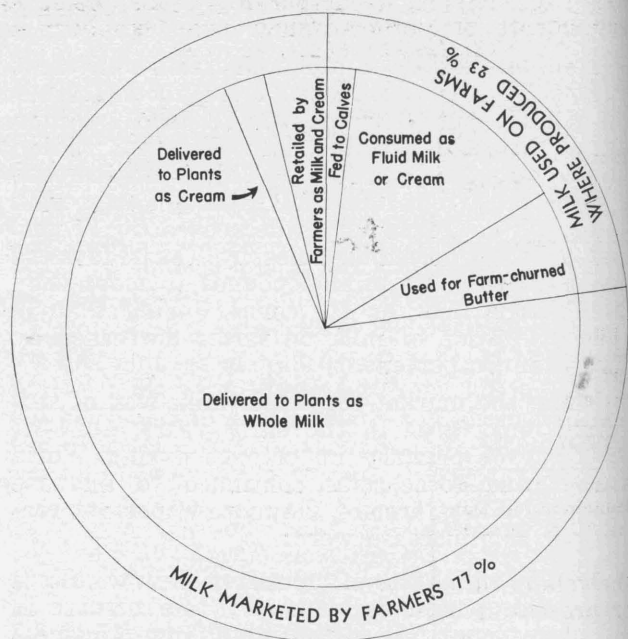 MILK USED ON FARMS
WHERE PRODUCED 23 %
Delivered
to Plants
as Cream
Retailed by
Farmers as Milk and Cream
Fed to Calves
Consumed as
Fluid Milk
or Cream
Used for Farm-churned
Butter
Delivered to Plants as
Whole Milk
MILK MARKETED BY FARMERS 77 %